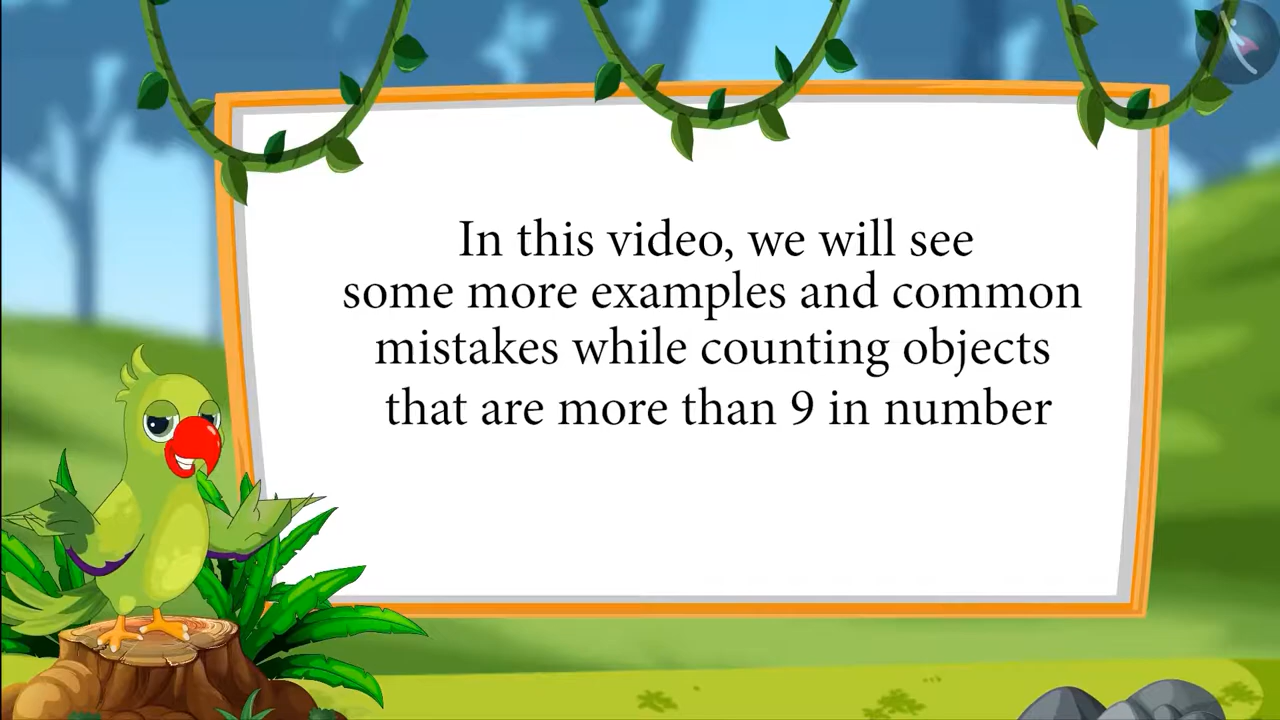 In this video, we will see
some more examples and common
mistakes while counting objects
that are more than 9 in number